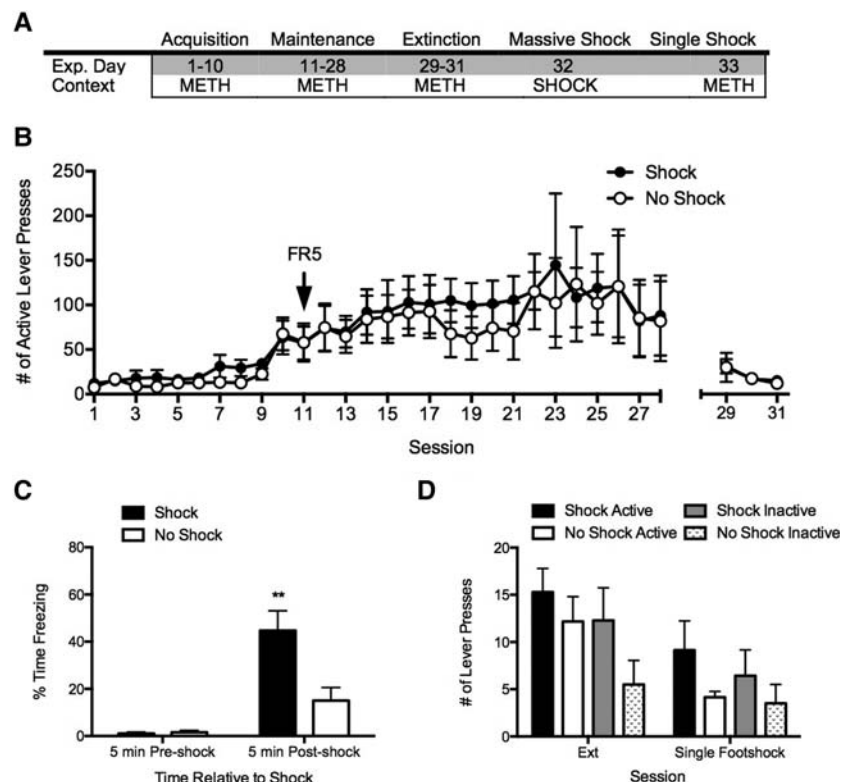 A
Acquisition Maintenance Extinction Massive Shock Single Shock
Exp. Day 1-10 11-28 29-31 32 33
Context METH METH METH SHOCK METH
B
250
200
150
100
50
0
# of Active Lever Presses
Shock
No Shock
FR5
1 3 5 7 9 11 13 15 17 19 21 23 25 27 29 31
Session
C
Shock
No Shock
80
60
40
20
0
% Time Freezing
**
5 min Pre-shock 5 min Post-shock
Time Relative to Shock
D
Shock Active Shock Inactive
No Shock Active No Shock Inactive
20
15
10
5
0
# of Lever Presses
Ext Single Footshock
Session